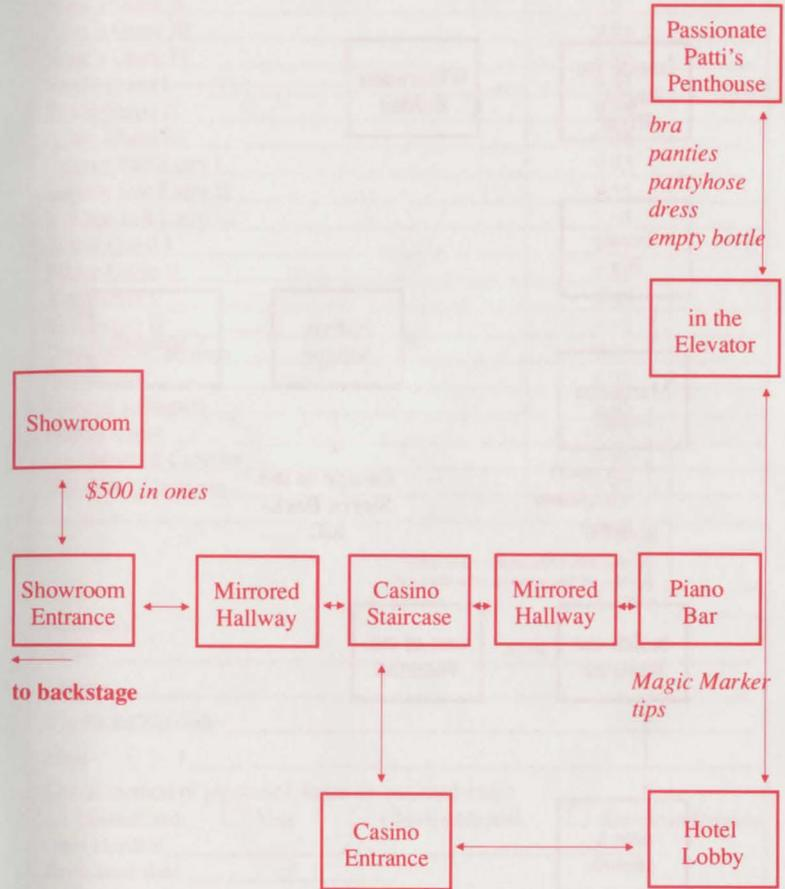 Passionate
Patti's
Penthouse
bra
panties
pantyhose
dress
empty bottle
in the
Elevator
Showroom
$500 in ones
Showroom
Entrance
Mirrored
Hallway
Casino
Staircase
Mirrored
Hallway
Piano
Bar
to backstage
Magic Marker
tips
Casino
Entrance
Hotel
Lobby